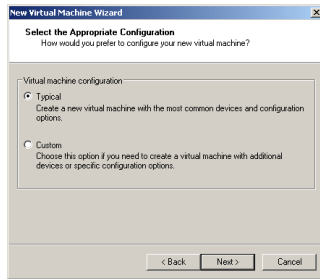 New Virtual Machine Wizard
Select the Appropriate Configuration
How would you prefer to configure your new virtual machine?
Virtual machine configuration
Typical
Create a new virtual machine with the most common devices and configuration
options.
Custom
Choose this option if you need to create a virtual machine with additional
devices or specific configuration options.
< Back
Next >
Cancel